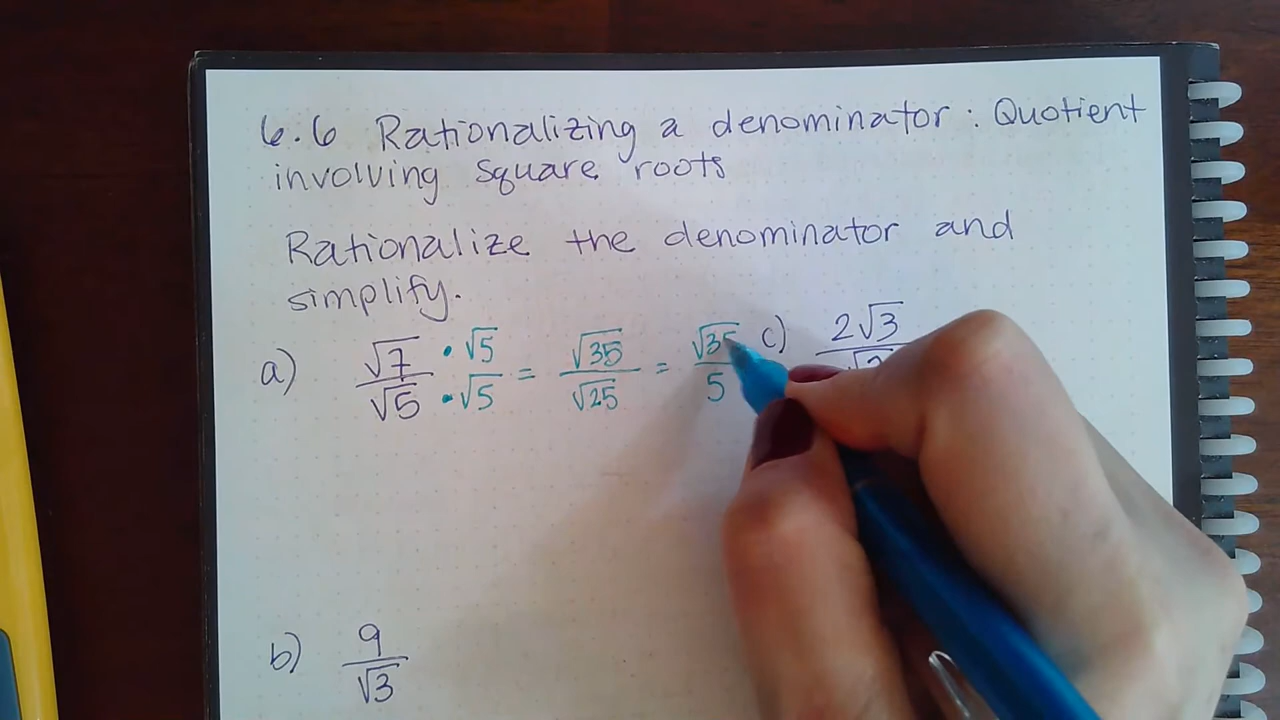 6.6 Rationalizing a denominator: Quotient
involving square roots
Rationalize the denominator and
simplify.
a) √7/√5 · √5/· √5 = √35/√25 = √35/5
c) 2√3
b) 9/√3